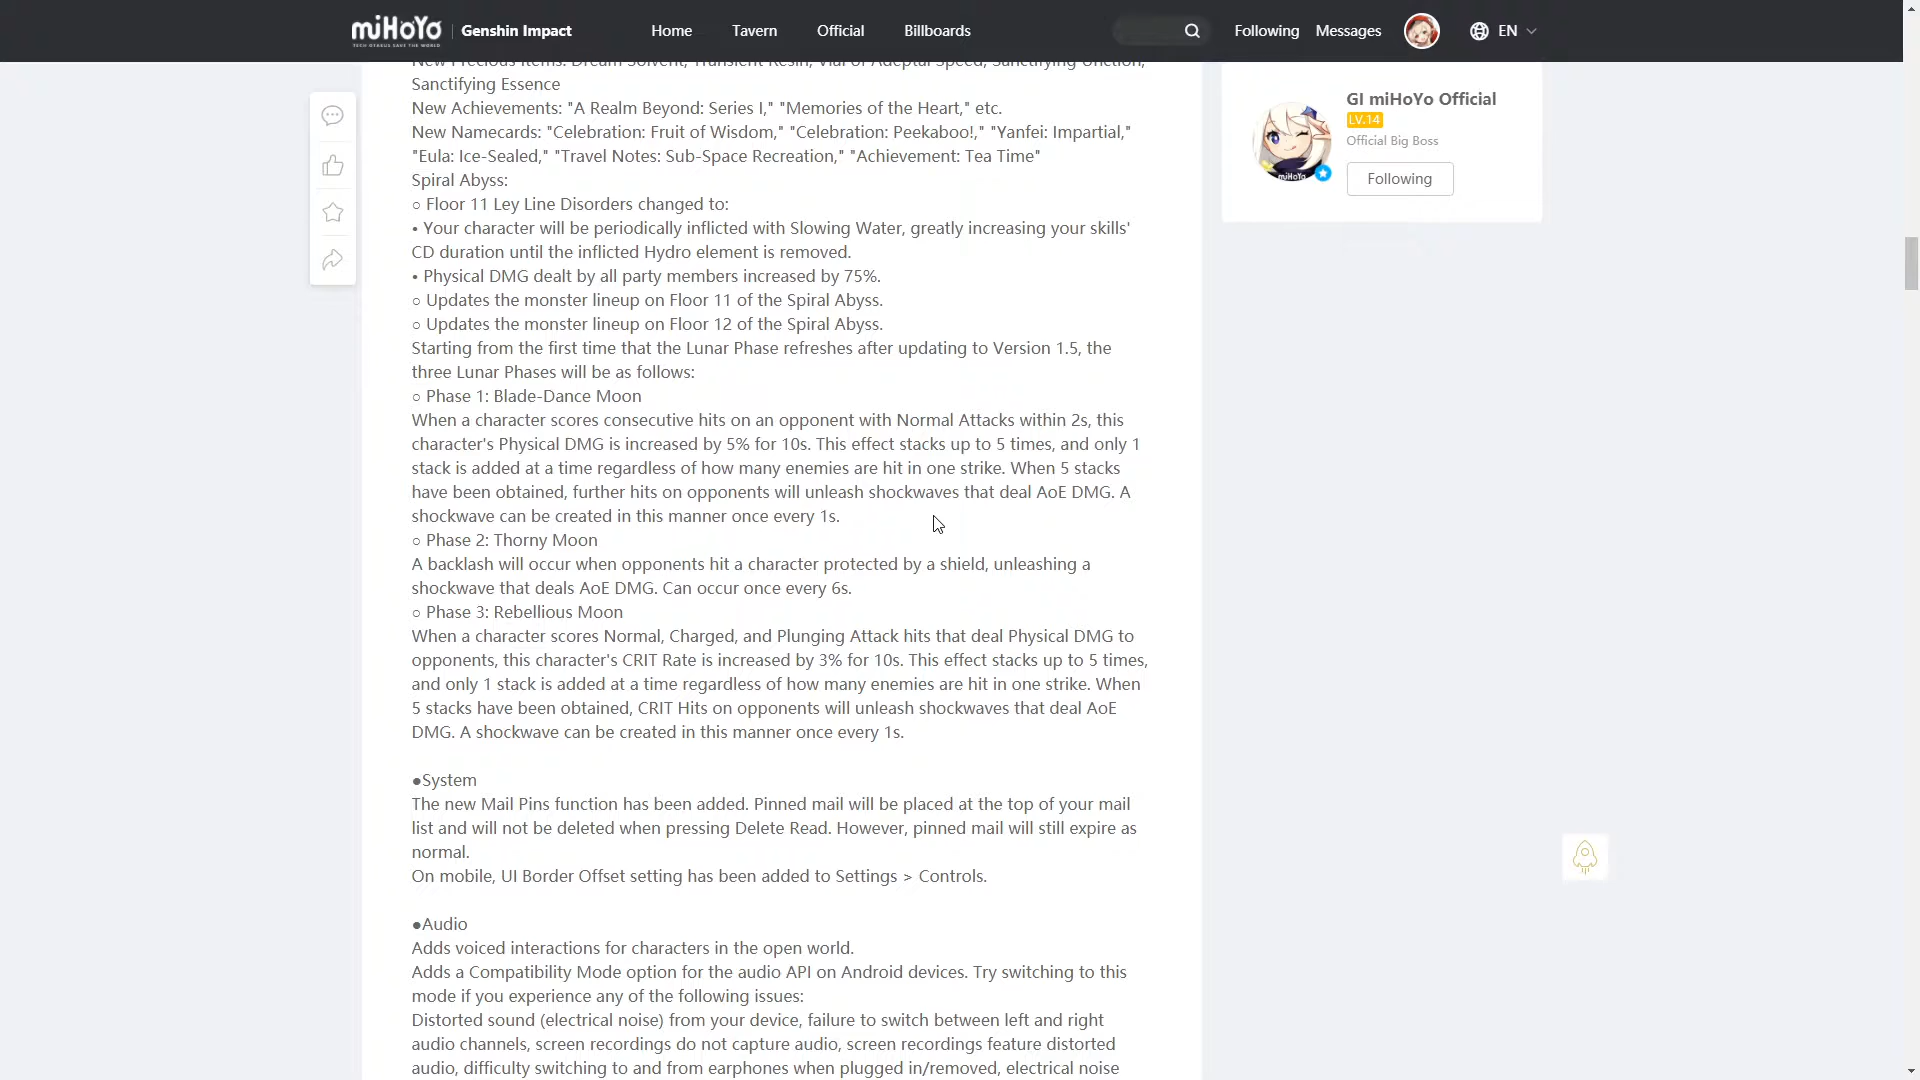 miHoYo
TECH OTAKUS SAVE THE WORLD
Genshin Impact
Home
Tavern
Official
Billboards
Following
Messages
EN
New Precious Items: Dream Solvent, Transient Resin, Vial of Adeptal Speed, Sanctifying Unction,
Sanctifying Essence
New Achievements: "A Realm Beyond: Series I," "Memories of the Heart," etc.
New Namecards: "Celebration: Fruit of Wisdom," "Celebration: Peekaboo!," "Yanfei: Impartial,"
"Eula: Ice-Sealed," "Travel Notes: Sub-Space Recreation," "Achievement: Tea Time"
Spiral Abyss:
○ Floor 11 Ley Line Disorders changed to:
• Your character will be periodically inflicted with Slowing Water, greatly increasing your skills'
CD duration until the inflicted Hydro element is removed.
• Physical DMG dealt by all party members increased by 75%.
○ Updates the monster lineup on Floor 11 of the Spiral Abyss.
○ Updates the monster lineup on Floor 12 of the Spiral Abyss.
Starting from the first time that the Lunar Phase refreshes after updating to Version 1.5, the
three Lunar Phases will be as follows:
○ Phase 1: Blade-Dance Moon
When a character scores consecutive hits on an opponent with Normal Attacks within 2s, this
character's Physical DMG is increased by 5% for 10s. This effect stacks up to 5 times, and only 1
stack is added at a time regardless of how many enemies are hit in one strike. When 5 stacks
have been obtained, further hits on opponents will unleash shockwaves that deal AoE DMG. A
shockwave can be created in this manner once every 1s.
○ Phase 2: Thorny Moon
A backlash will occur when opponents hit a character protected by a shield, unleashing a
shockwave that deals AoE DMG. Can occur once every 6s.
○ Phase 3: Rebellious Moon
When a character scores Normal, Charged, and Plunging Attack hits that deal Physical DMG to
opponents, this character's CRIT Rate is increased by 3% for 10s. This effect stacks up to 5 times,
and only 1 stack is added at a time regardless of how many enemies are hit in one strike. When
5 stacks have been obtained, CRIT Hits on opponents will unleash shockwaves that deal AoE
DMG. A shockwave can be created in this manner once every 1s.
●System
The new Mail Pins function has been added. Pinned mail will be placed at the top of your mail
list and will not be deleted when pressing Delete Read. However, pinned mail will still expire as
normal.
On mobile, UI Border Offset setting has been added to Settings > Controls.
●Audio
Adds voiced interactions for characters in the open world.
Adds a Compatibility Mode option for the audio API on Android devices. Try switching to this
mode if you experience any of the following issues:
Distorted sound (electrical noise) from your device, failure to switch between left and right
audio channels, screen recordings do not capture audio, screen recordings feature distorted
audio, difficulty switching to and from earphones when plugged in/removed, electrical noise
GI miHoYo Official
LV.14
Official Big Boss
Following
miHoYo